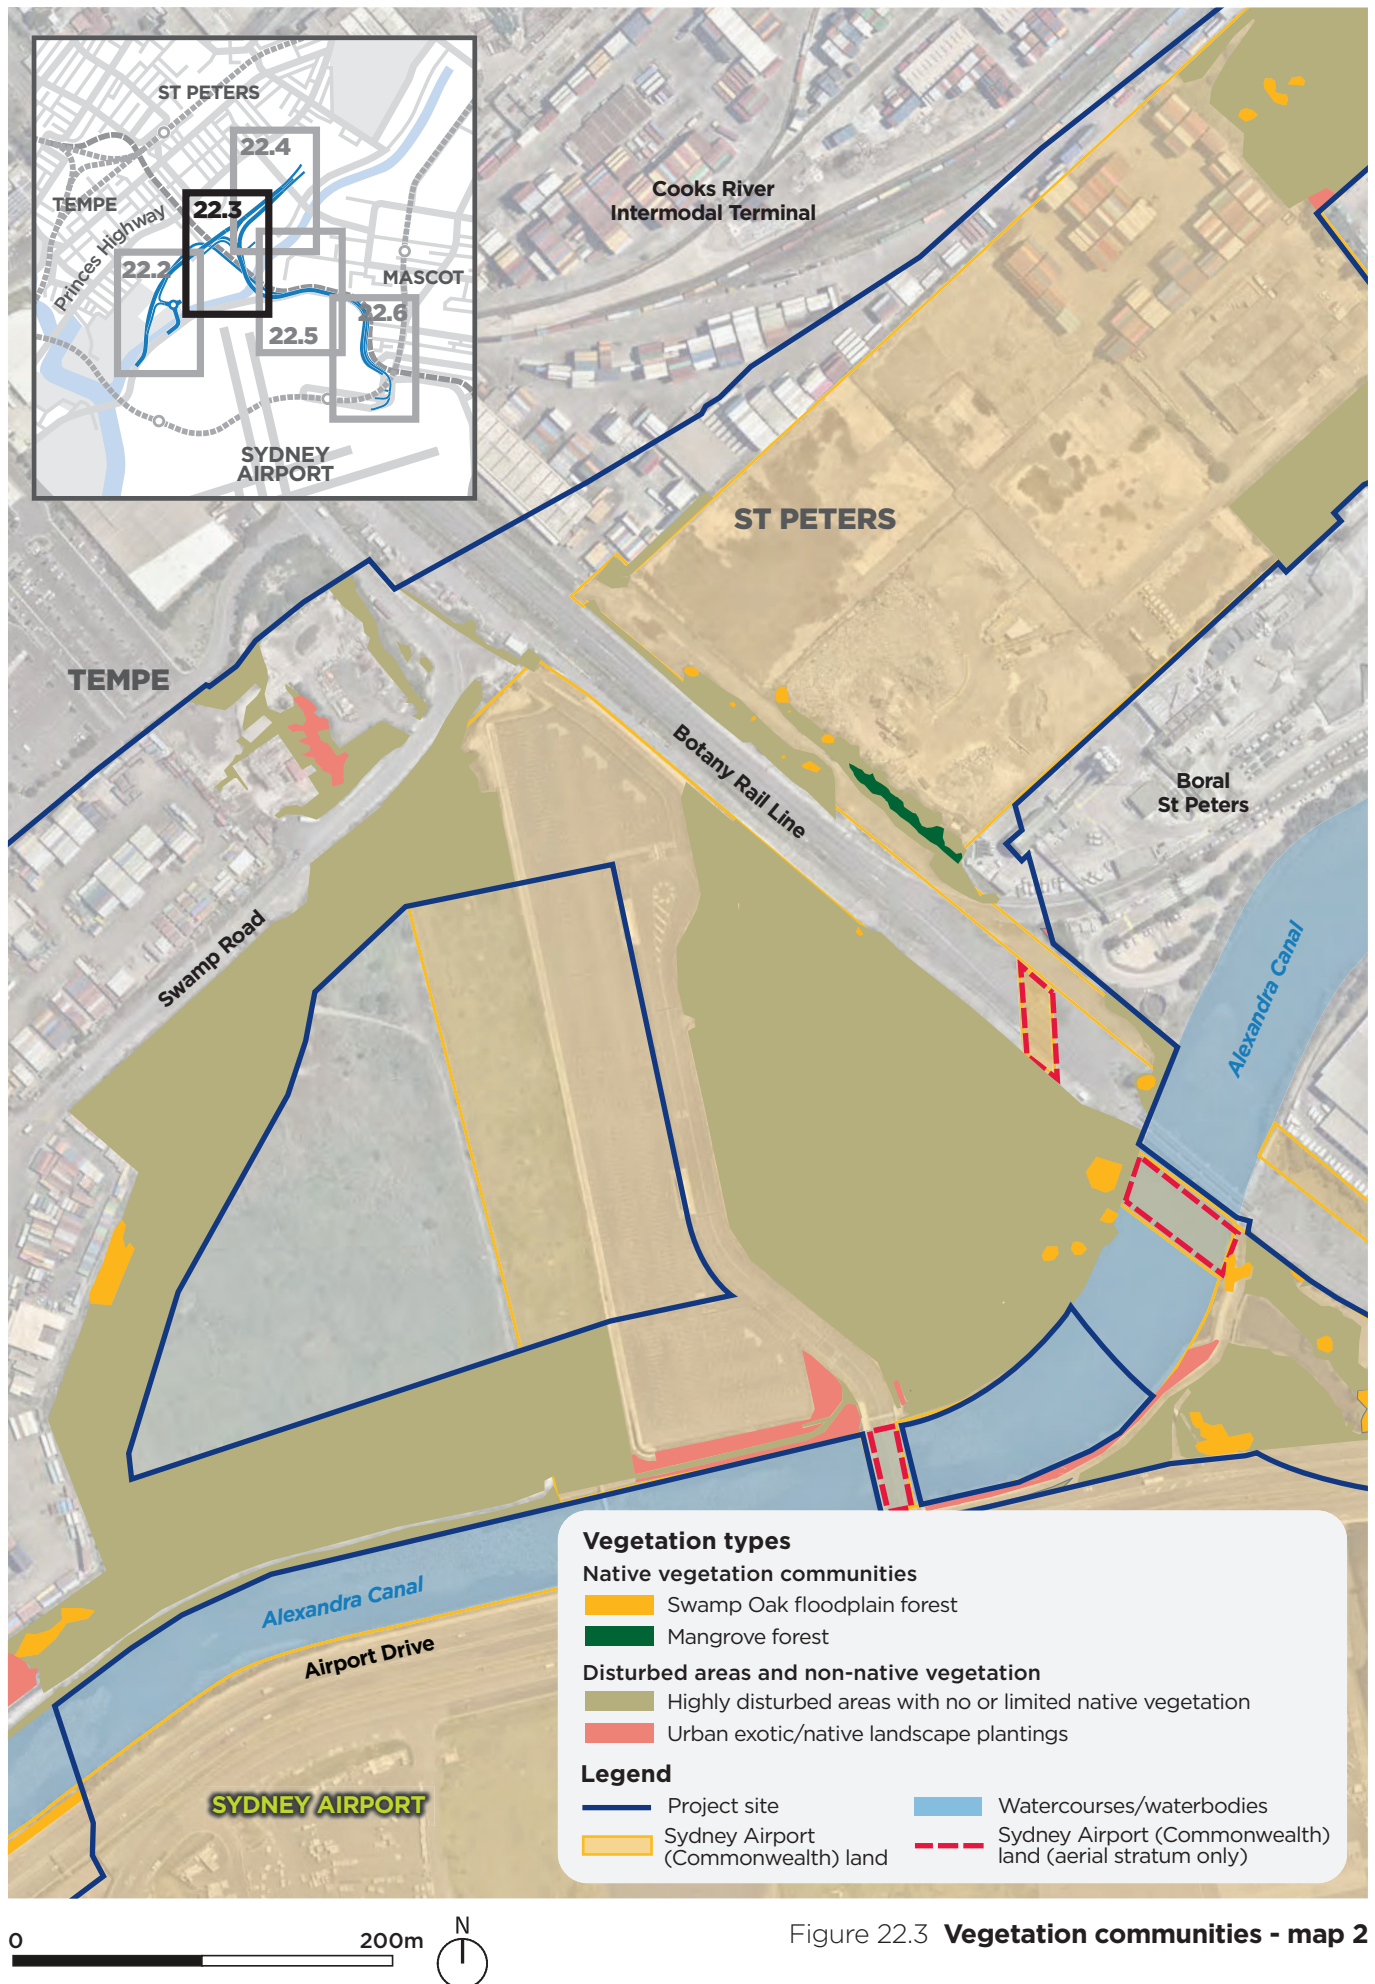 ST PETERS
22.4
TEMPE
22.3
Princes Highway
22.2
MASCOT
22.6
22.5
SYDNEY
AIRPORT
Cooks River
Intermodal Terminal
ST PETERS
TEMPE
Botany Rail Line
Boral
St Peters
Swamp Road
Alexandra Canal
Alexandra Canal
Airport Drive
SYDNEY AIRPORT
Vegetation types
Native vegetation communities
Swamp Oak floodplain forest
Mangrove forest
Disturbed areas and non-native vegetation
Highly disturbed areas with no or limited native vegetation
Urban exotic/native landscape plantings
Legend
Project site
Watercourses/waterbodies
Sydney Airport
(Commonwealth) land
Sydney Airport (Commonwealth)
land (aerial stratum only)
0 200m
N
Figure 22.3 Vegetation communities - map 2